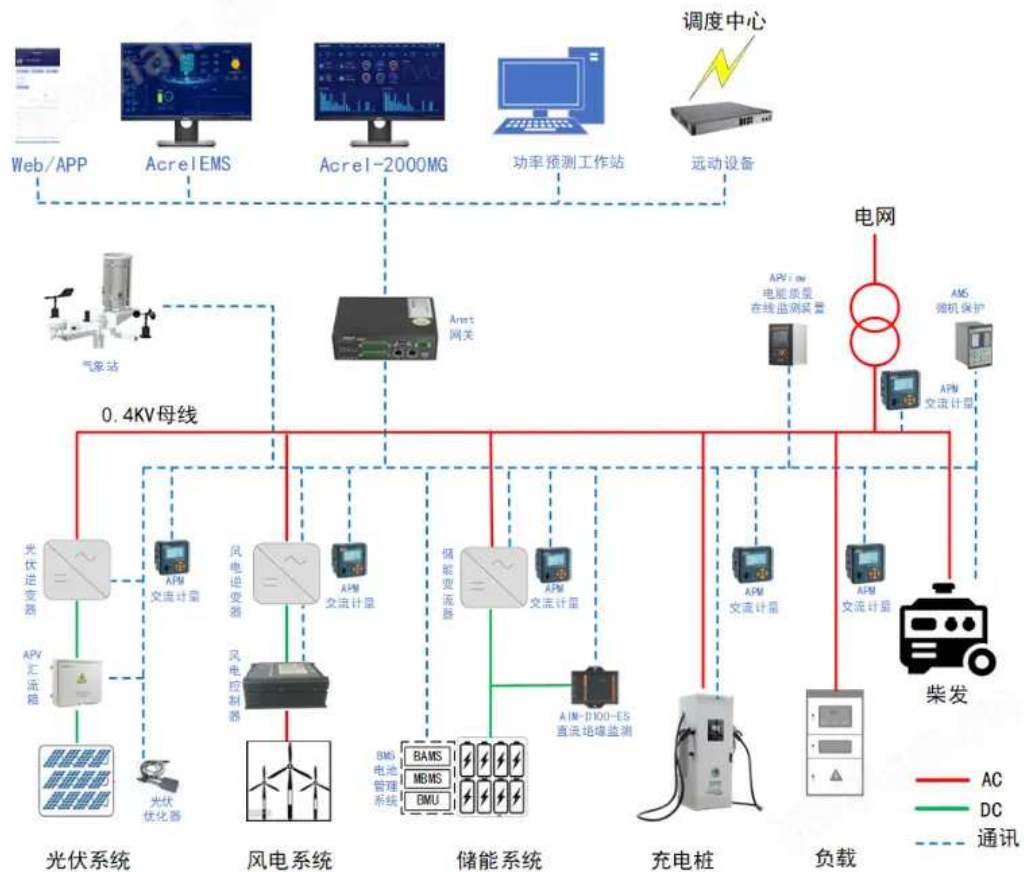 调度中心
Web/APP
AcrelEMS
Acrel-2000MG
功率预测工作站
远动设备
电网
APView
电能质量
在线监测装置
AM5
微机保护
Anet
网关
气象站
APM
交流计量
0.4KV母线
光伏逆变器
APM
交流计量
风电逆变器
APM
交流计量
储能变流器
APM
交流计量
APM
交流计量
APM
交流计量
APV
汇流箱
风电控制器
AIM-D100-ES
直流绝缘监测
柴发
BMS
电池
管理
系统
BAMS
MBMS
BMU
光伏
优化器
AC
DC
通讯
光伏系统
风电系统
储能系统
充电桩
负载